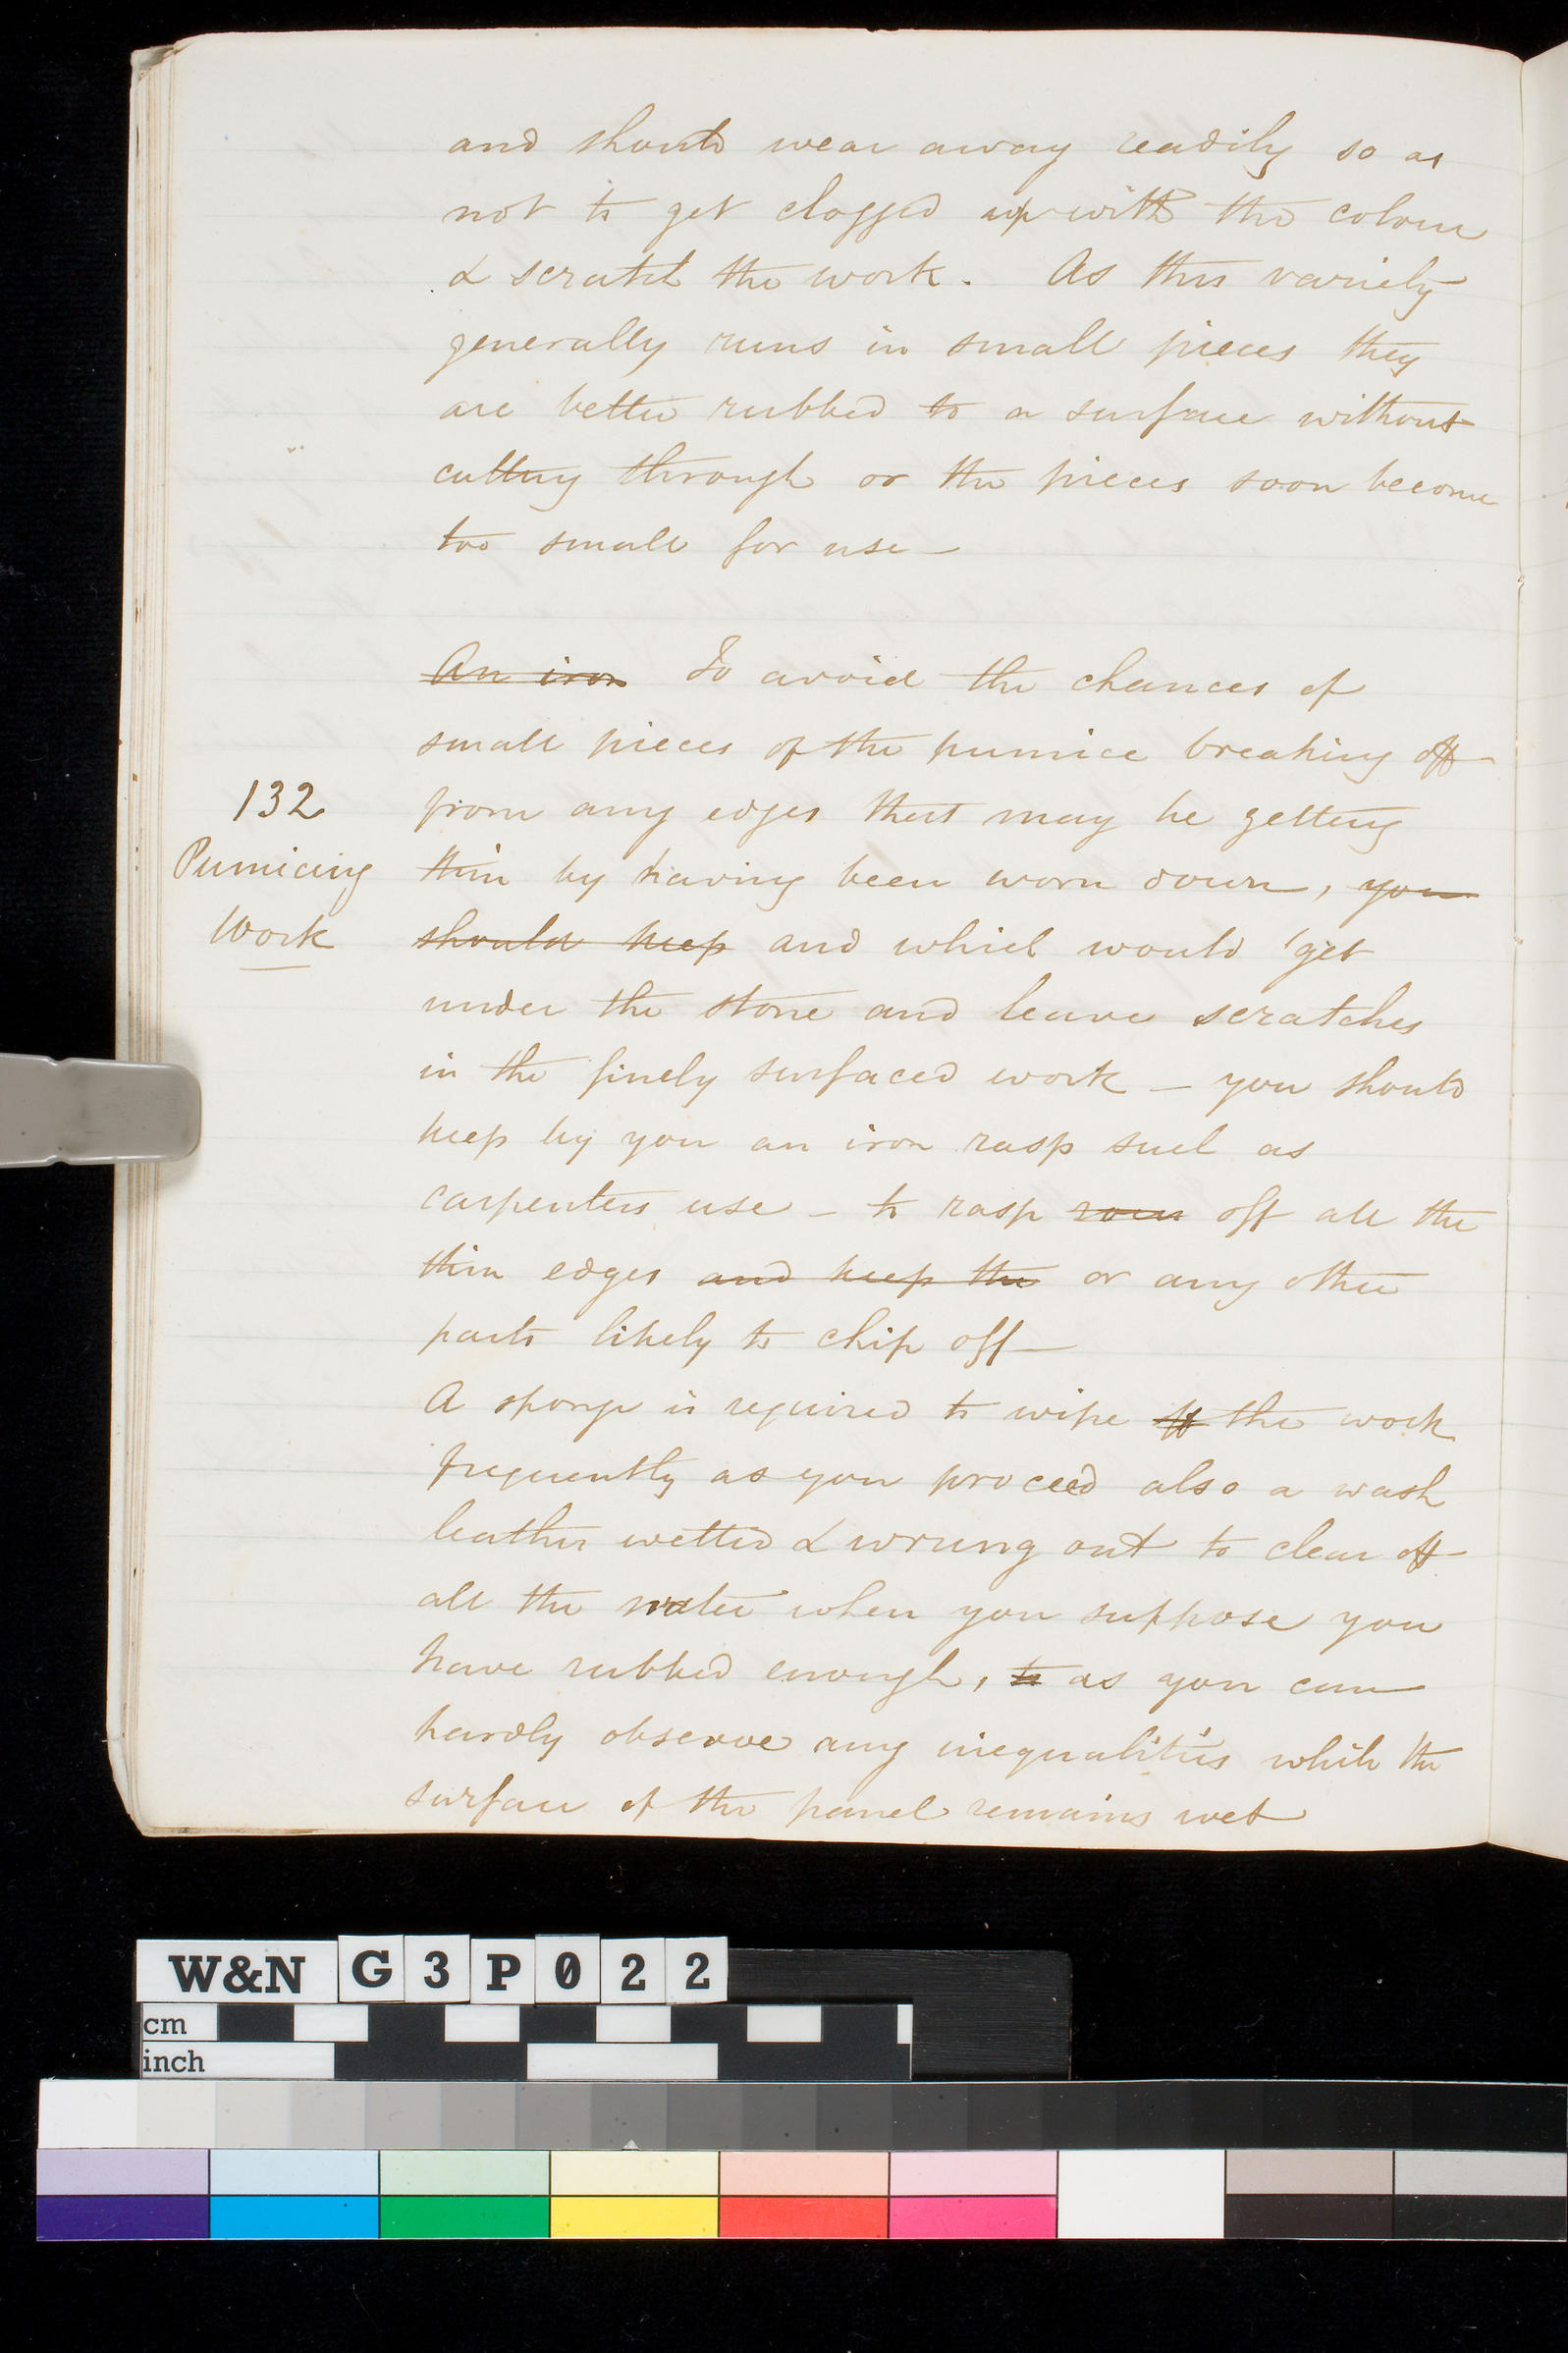 and should wear away readily so as
not to get clogged up with the colour
& scratch the work. As this variety
generally runs in small pieces they
are better rubbed to a surface without
cutting through or the pieces soon become
too small for use —
An iron To avoid the chances of
small pieces of the pumice breaking off
132
from any edges that may be getting
Pumicing
thin by having been worn down, you
Work
should keep and which would get
under the stone and leave scratches
in the finely surfaced work — you should
keep by you an iron rasp such as
carpenters use — to rasp off all the
thin edges and keep the or any other
parts likely to chip off —
A sponge is required to wipe the work
frequently as you proceed also a wash
leather wetted & wrung out to clear off
all the water when you suppose you
have rubbed enough, to as you can
hardly observe any inequalities while the
surface of the panel remains wet
W&N G3P022
cm
inch